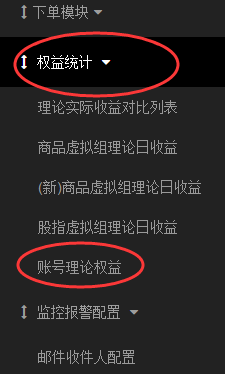 下单模块
权益统计
理论实际收益对比列表
商品虚拟组理论日收益
(新)商品虚拟组理论日收益
股指虚拟组理论日收益
账号理论权益
监控报警配置
邮件收件人配置